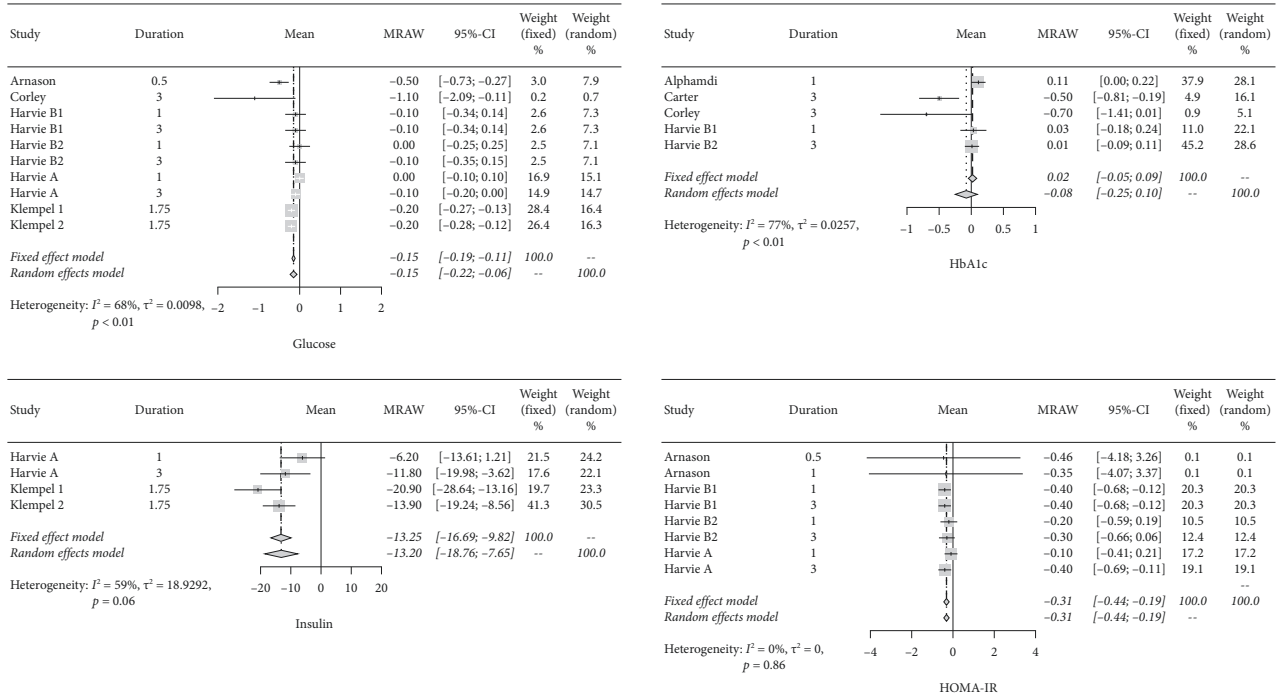 Study Duration Mean MRAW 95%-CI Weight (fixed) % Weight (random) %
Arnason 0.5 –0.50 [–0.73; –0.27] 3.0 7.9
Corley 3 –1.10 [–2.09; –0.11] 0.2 0.7
Harvie B1 1 –0.10 [–0.34; 0.14] 2.6 7.3
Harvie B1 3 –0.10 [–0.34; 0.14] 2.6 7.3
Harvie B2 1 0.00 [–0.25; 0.25] 2.5 7.1
Harvie B2 3 –0.10 [–0.35; 0.15] 2.5 7.1
Harvie A 1 0.00 [–0.10; 0.10] 16.9 15.1
Harvie A 3 –0.10 [–0.20; 0.00] 14.9 14.7
Klempel 1 1.75 –0.20 [–0.27; –0.13] 28.4 16.4
Klempel 2 1.75 –0.20 [–0.28; –0.12] 26.4 16.3
Fixed effect model –0.15 [–0.19; –0.11] 100.0 --
Random effects model –0.15 [–0.22; –0.06] -- 100.0
Heterogeneity: I² = 68%, τ² = 0.0098,
p < 0.01
–2 –1 0 1 2
Glucose
Study Duration Mean MRAW 95%-CI Weight (fixed) % Weight (random) %
Alphamdi 1 0.11 [0.00; 0.22] 37.9 28.1
Carter 3 –0.50 [–0.81; –0.19] 4.9 16.1
Corley 3 –0.70 [–1.41; 0.01] 0.9 5.1
Harvie B1 1 0.03 [–0.18; 0.24] 11.0 22.1
Harvie B2 3 0.01 [–0.09; 0.11] 45.2 28.6
Fixed effect model 0.02 [–0.05; 0.09] 100.0 --
Random effects model –0.08 [–0.25; 0.10] -- 100.0
Heterogeneity: I² = 77%, τ² = 0.0257,
p < 0.01
–1 –0.5 0 0.5 1
HbA1c
Study Duration Mean MRAW 95%-CI Weight (fixed) % Weight (random) %
Harvie A 1 –6.20 [–13.61; 1.21] 21.5 24.2
Harvie A 3 –11.80 [–19.98; –3.62] 17.6 22.1
Klempel 1 1.75 –20.90 [–28.64; –13.16] 19.7 23.3
Klempel 2 1.75 –13.90 [–19.24; –8.56] 41.3 30.5
Fixed effect model –13.25 [–16.69; –9.82] 100.0 --
Random effects model –13.20 [–18.76; –7.65] -- 100.0
Heterogeneity: I² = 59%, τ² = 18.9292,
p = 0.06
–20 –10 0 10 20
Insulin
Study Duration Mean MRAW 95%-CI Weight (fixed) % Weight (random) %
Arnason 0.5 –0.46 [–4.18; 3.26] 0.1 0.1
Arnason 1 –0.35 [–4.07; 3.37] 0.1 0.1
Harvie B1 1 –0.40 [–0.68; –0.12] 20.3 20.3
Harvie B1 3 –0.40 [–0.68; –0.12] 20.3 20.3
Harvie B2 1 –0.20 [–0.59; 0.19] 10.5 10.5
Harvie B2 3 –0.30 [–0.66; 0.06] 12.4 12.4
Harvie A 1 –0.10 [–0.41; 0.21] 17.2 17.2
Harvie A 3 –0.40 [–0.69; –0.11] 19.1 19.1
--
Fixed effect model –0.31 [–0.44; –0.19] 100.0 100.0
Random effects model –0.31 [–0.44; –0.19] --
Heterogeneity: I² = 0%, τ² = 0,
p = 0.86
–4 –2 0 2 4
HOMA-IR